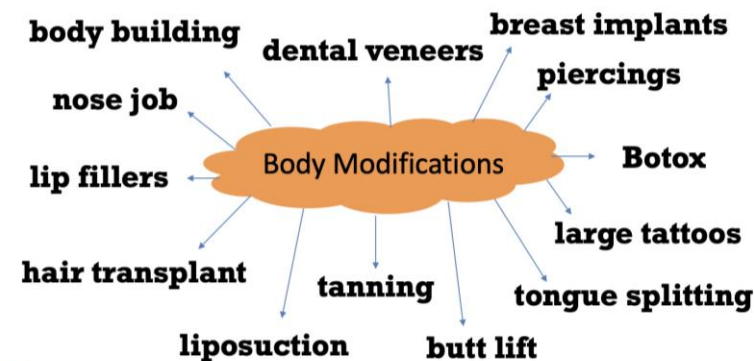 body building
dental veneers
breast implants
piercings
nose job
Body Modifications
Botox
lip fillers
large tattoos
hair transplant
tanning
tongue splitting
liposuction
butt lift